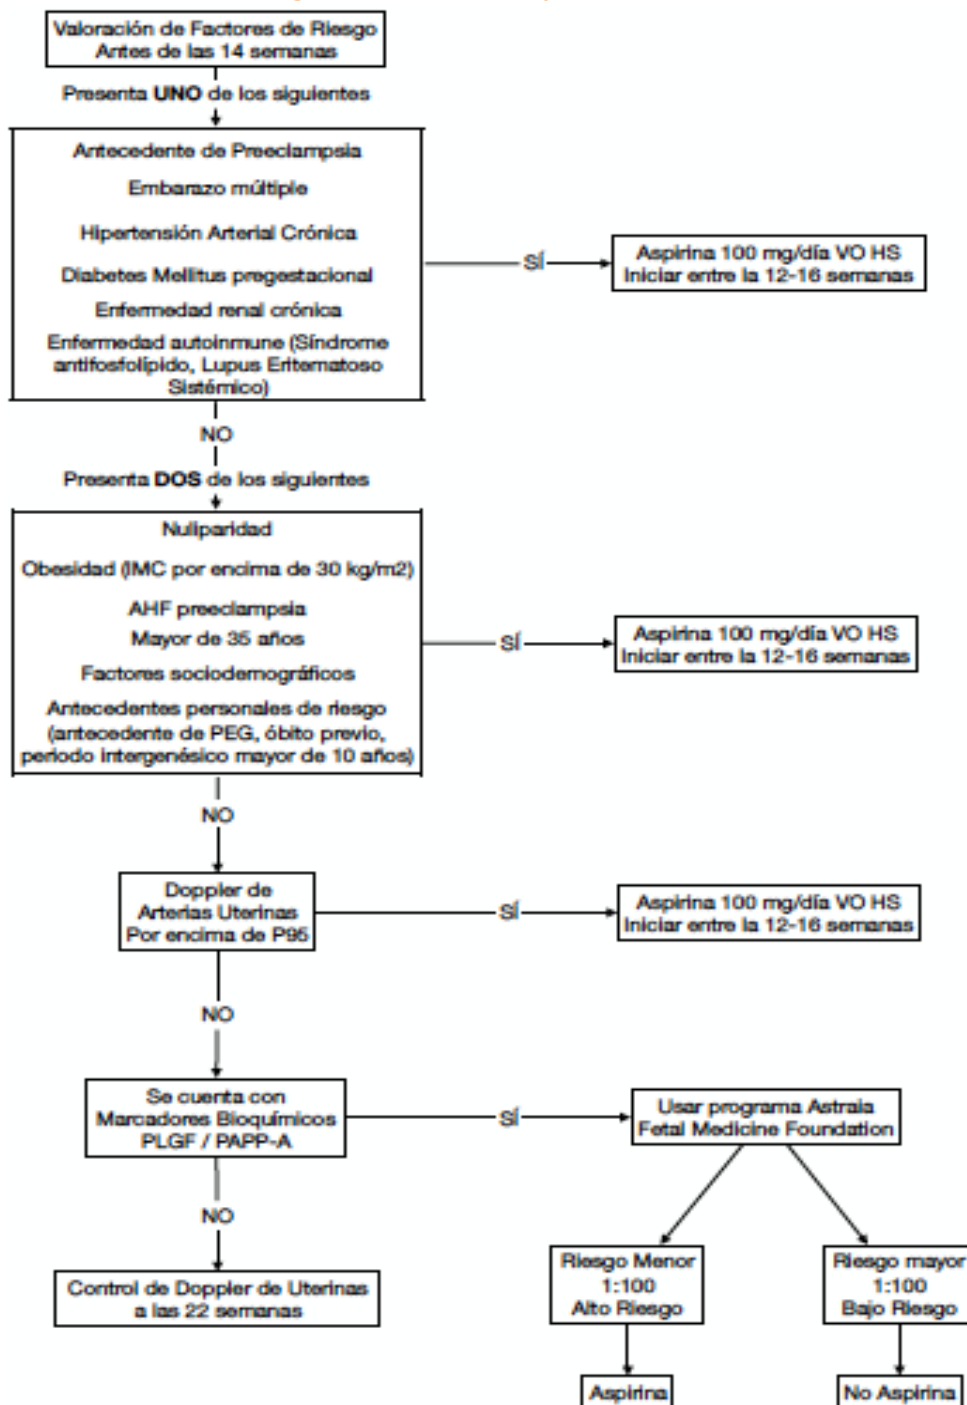 Valoración de Factores de Riesgo
Antes de las 14 semanas
Presenta UNO de los siguientes
Antecedente de Preeclampsia
Embarazo múltiple
Hipertensión Arterial Crónica
Diabetes Mellitus pregestacional
Enfermedad renal crónica
Enfermedad autoinmune (Síndrome
antifosfolípido, Lupus Eritematoso
Sistémico)
SÍ
Aspirina 100 mg/día VO HS
Iniciar entre la 12-16 semanas
NO
Presenta DOS de los siguientes
Nuliparidad
Obesidad (IMC por encima de 30 kg/m2)
AHF preeclampsia
Mayor de 35 años
Factores sociodemográficos
Antecedentes personales de riesgo
(antecedente de PEG, óbito previo,
periodo intergenésico mayor de 10 años)
SÍ
Aspirina 100 mg/día VO HS
Iniciar entre la 12-16 semanas
NO
Doppler de
Arterias Uterinas
Por encima de P95
SÍ
Aspirina 100 mg/día VO HS
Iniciar entre la 12-16 semanas
NO
Se cuenta con
Marcadores Bioquímicos
PLGF / PAPP-A
SÍ
Usar programa Astraia
Fetal Medicine Foundation
NO
Control de Doppler de Uterinas
a las 22 semanas
Riesgo Menor
1:100
Alto Riesgo
Riesgo mayor
1:100
Bajo Riesgo
Aspirina
No Aspirina